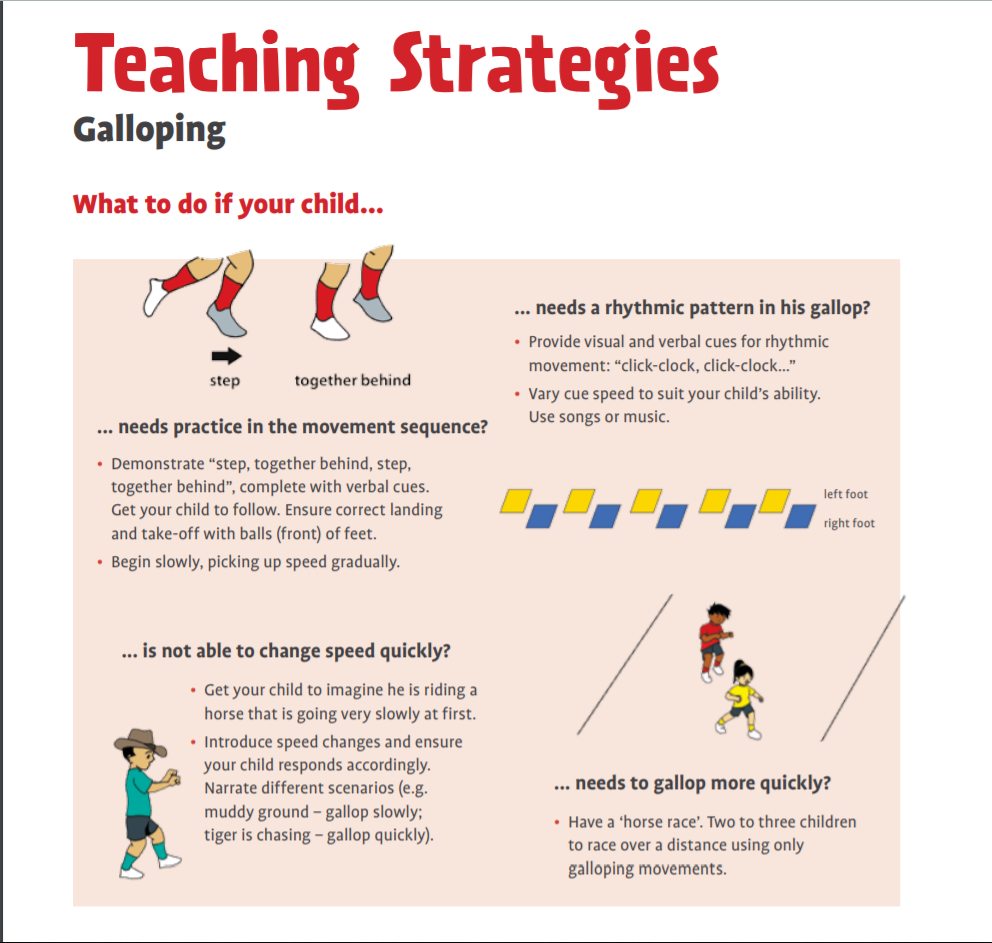 Teaching Strategies
Galloping
What to do if your child...
step
together behind
... needs practice in the movement sequence?
• Demonstrate “step, together behind, step,
together behind”, complete with verbal cues.
Get your child to follow. Ensure correct landing
and take-off with balls (front) of feet.
• Begin slowly, picking up speed gradually.
... needs a rhythmic pattern in his gallop?
• Provide visual and verbal cues for rhythmic
movement: “click-clock, click-clock...”
• Vary cue speed to suit your child’s ability.
Use songs or music.
left foot
right foot
... is not able to change speed quickly?
• Get your child to imagine he is riding a
horse that is going very slowly at first.
• Introduce speed changes and ensure
your child responds accordingly.
Narrate different scenarios (e.g.
muddy ground – gallop slowly;
tiger is chasing – gallop quickly).
... needs to gallop more quickly?
• Have a ‘horse race’. Two to three children
to race over a distance using only
galloping movements.